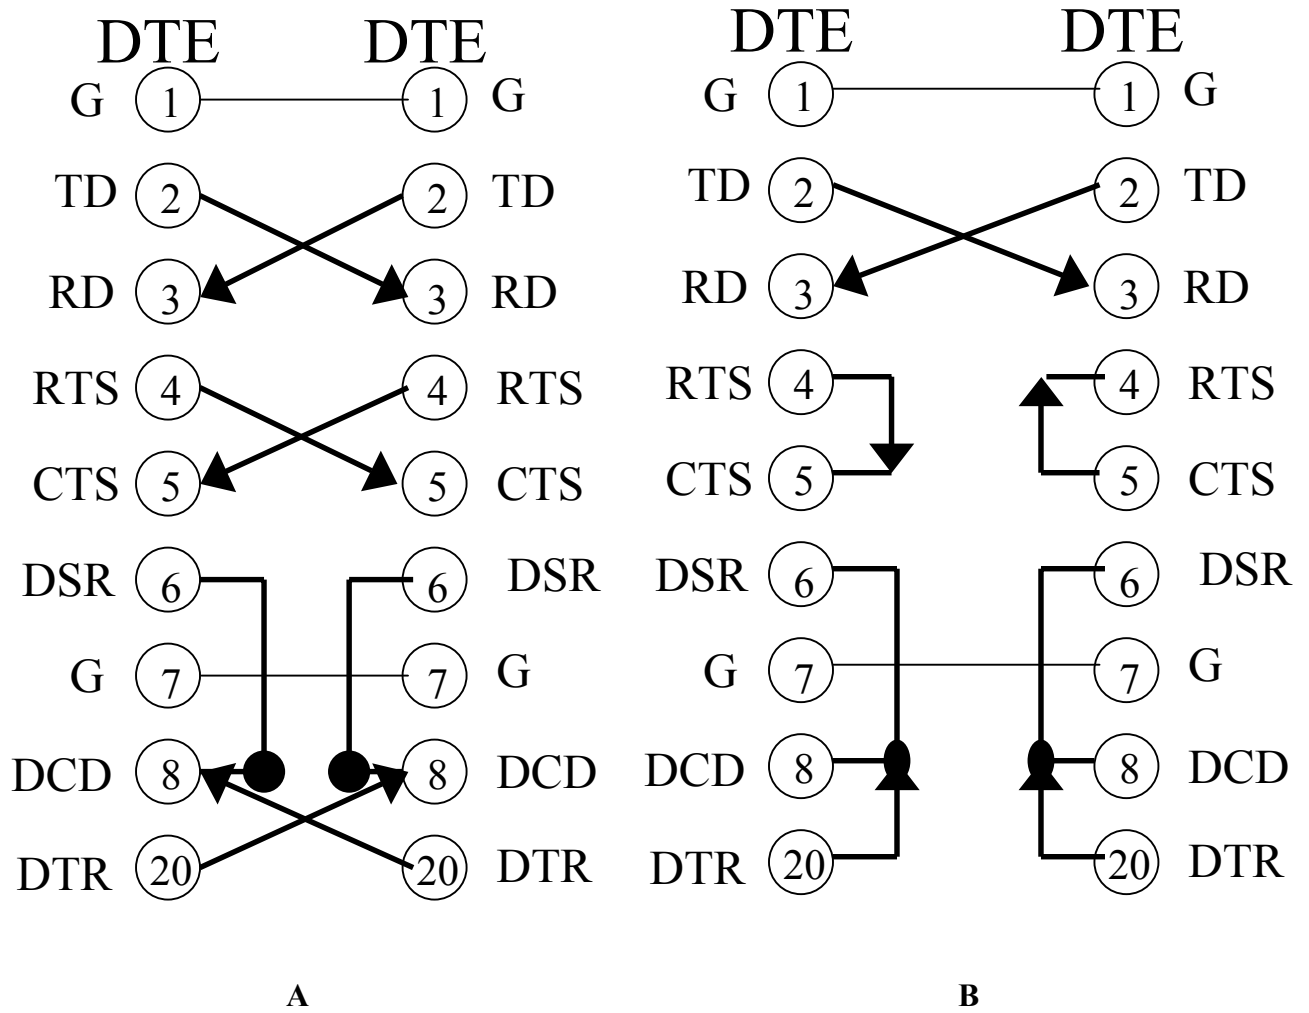 DTE DTE
G 1 1 G
TD 2 2 TD
RD 3 3 RD
RTS 4 4 RTS
CTS 5 5 CTS
DSR 6 6 DSR
G 7 7 G
DCD 8 8 DCD
DTR 20 20 DTR
A
DTE DTE
G 1 1 G
TD 2 2 TD
RD 3 3 RD
RTS 4 4 RTS
CTS 5 5 CTS
DSR 6 6 DSR
G 7 7 G
DCD 8 8 DCD
DTR 20 20 DTR
B